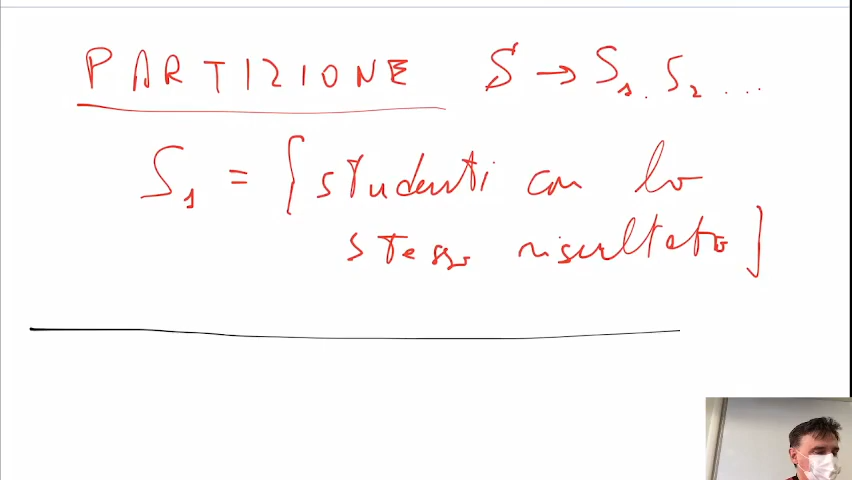 PARTIZIONE S → S₁, S₂ ...
S₁ = {studenti con lo
stesso risultato}